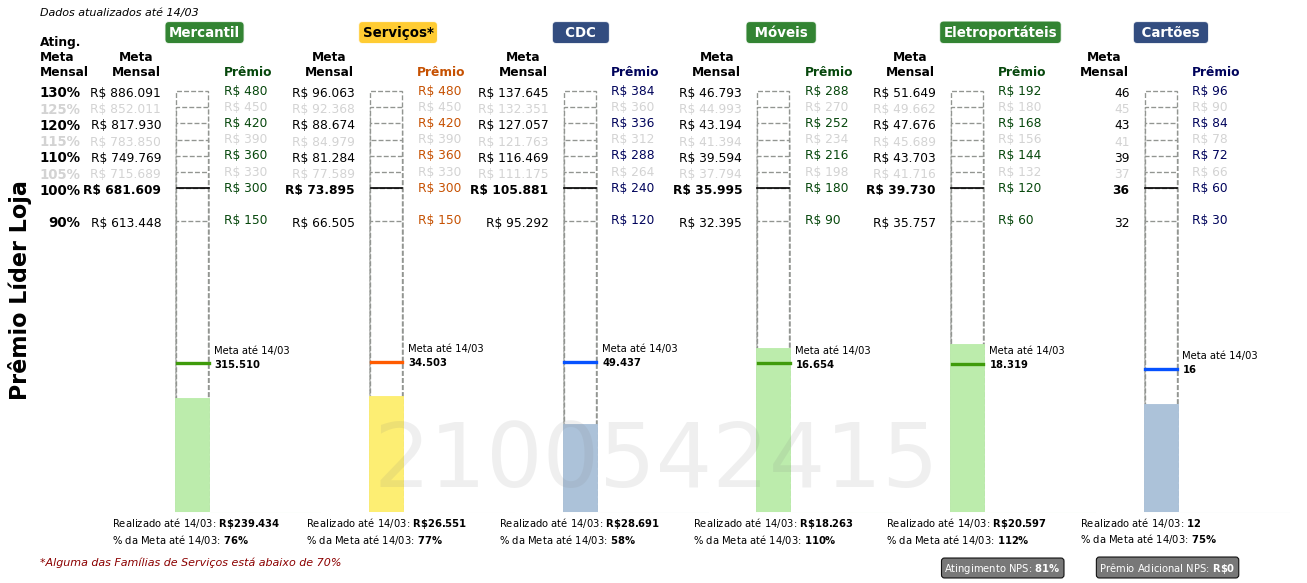 Dados atualizados até 14/03
Mercantil Serviços* CDC Móveis Eletroportáteis Cartões
Ating. Meta Mensal
Meta Mensal Prêmio Meta Mensal Prêmio Meta Mensal Prêmio Meta Mensal Prêmio Meta Mensal Prêmio Meta Mensal Prêmio
130% R$ 886.091 R$ 480 R$ 96.063 R$ 480 R$ 137.645 R$ 384 R$ 46.793 R$ 288 R$ 51.649 R$ 192 46 R$ 96
125% R$ 852.011 R$ 450 R$ 92.368 R$ 450 R$ 132.351 R$ 360 R$ 44.993 R$ 270 R$ 49.662 R$ 180 45 R$ 90
120% R$ 817.930 R$ 420 R$ 88.674 R$ 420 R$ 127.057 R$ 336 R$ 43.194 R$ 252 R$ 47.676 R$ 168 43 R$ 84
115% R$ 783.850 R$ 390 R$ 84.979 R$ 390 R$ 121.763 R$ 312 R$ 41.394 R$ 234 R$ 45.689 R$ 156 41 R$ 78
110% R$ 749.769 R$ 360 R$ 81.284 R$ 360 R$ 116.469 R$ 288 R$ 39.594 R$ 216 R$ 43.703 R$ 144 39 R$ 72
105% R$ 715.689 R$ 330 R$ 77.589 R$ 330 R$ 111.175 R$ 264 R$ 37.794 R$ 198 R$ 41.716 R$ 132 37 R$ 66
100% R$ 681.609 R$ 300 R$ 73.895 R$ 300 R$ 105.881 R$ 240 R$ 35.995 R$ 180 R$ 39.730 R$ 120 36 R$ 60
90% R$ 613.448 R$ 150 R$ 66.505 R$ 150 R$ 95.292 R$ 120 R$ 32.395 R$ 90 R$ 35.757 R$ 60 32 R$ 30
Prêmio Líder Loja
Meta até 14/03 Meta até 14/03 Meta até 14/03 Meta até 14/03 Meta até 14/03 Meta até 14/03
315.510 34.503 49.437 16.654 18.319 16
2100542415
Realizado até 14/03: R$239.434 Realizado até 14/03: R$26.551 Realizado até 14/03: R$28.691 Realizado até 14/03: R$18.263 Realizado até 14/03: R$20.597 Realizado até 14/03: 12
% da Meta até 14/03: 76% % da Meta até 14/03: 77% % da Meta até 14/03: 58% % da Meta até 14/03: 110% % da Meta até 14/03: 112% % da Meta até 14/03: 75%
*Alguma das Famílias de Serviços está abaixo de 70%
Atingimento NPS: 81% Prêmio Adicional NPS: R$0